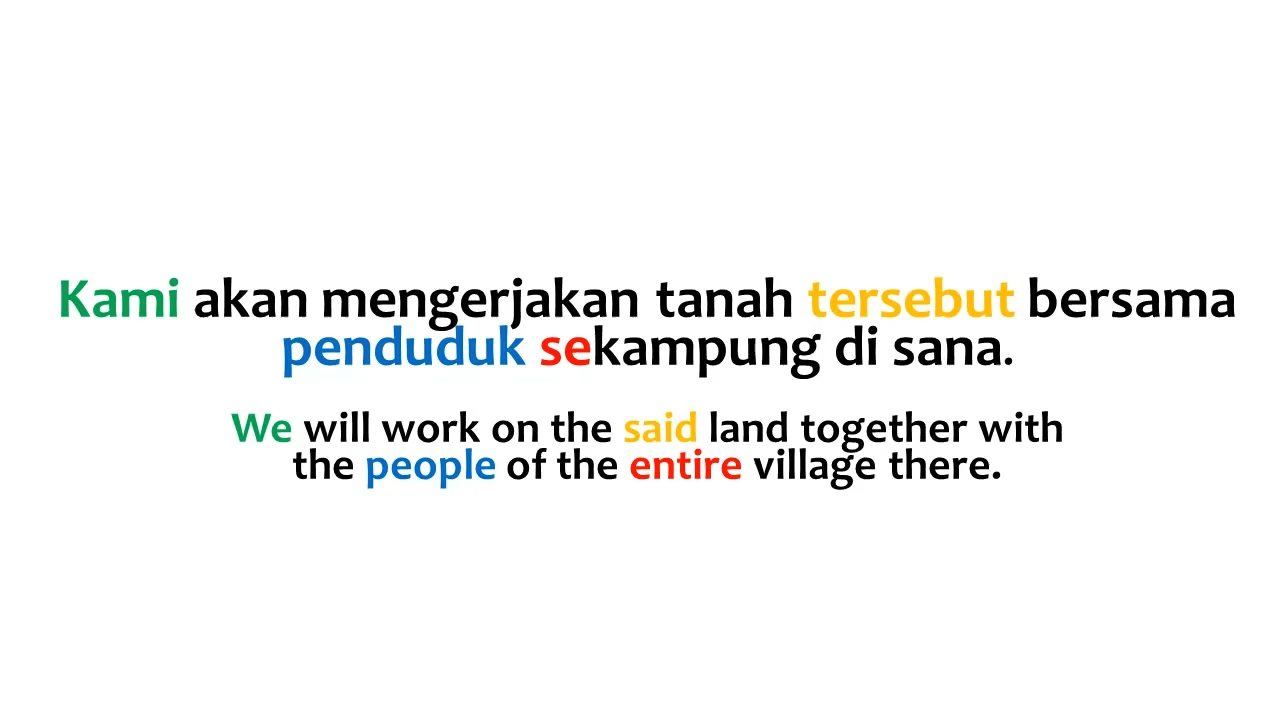 Kami akan mengerjakan tanah tersebut bersama
penduduk sekampung di sana.
We will work on the said land together with
the people of the entire village there.